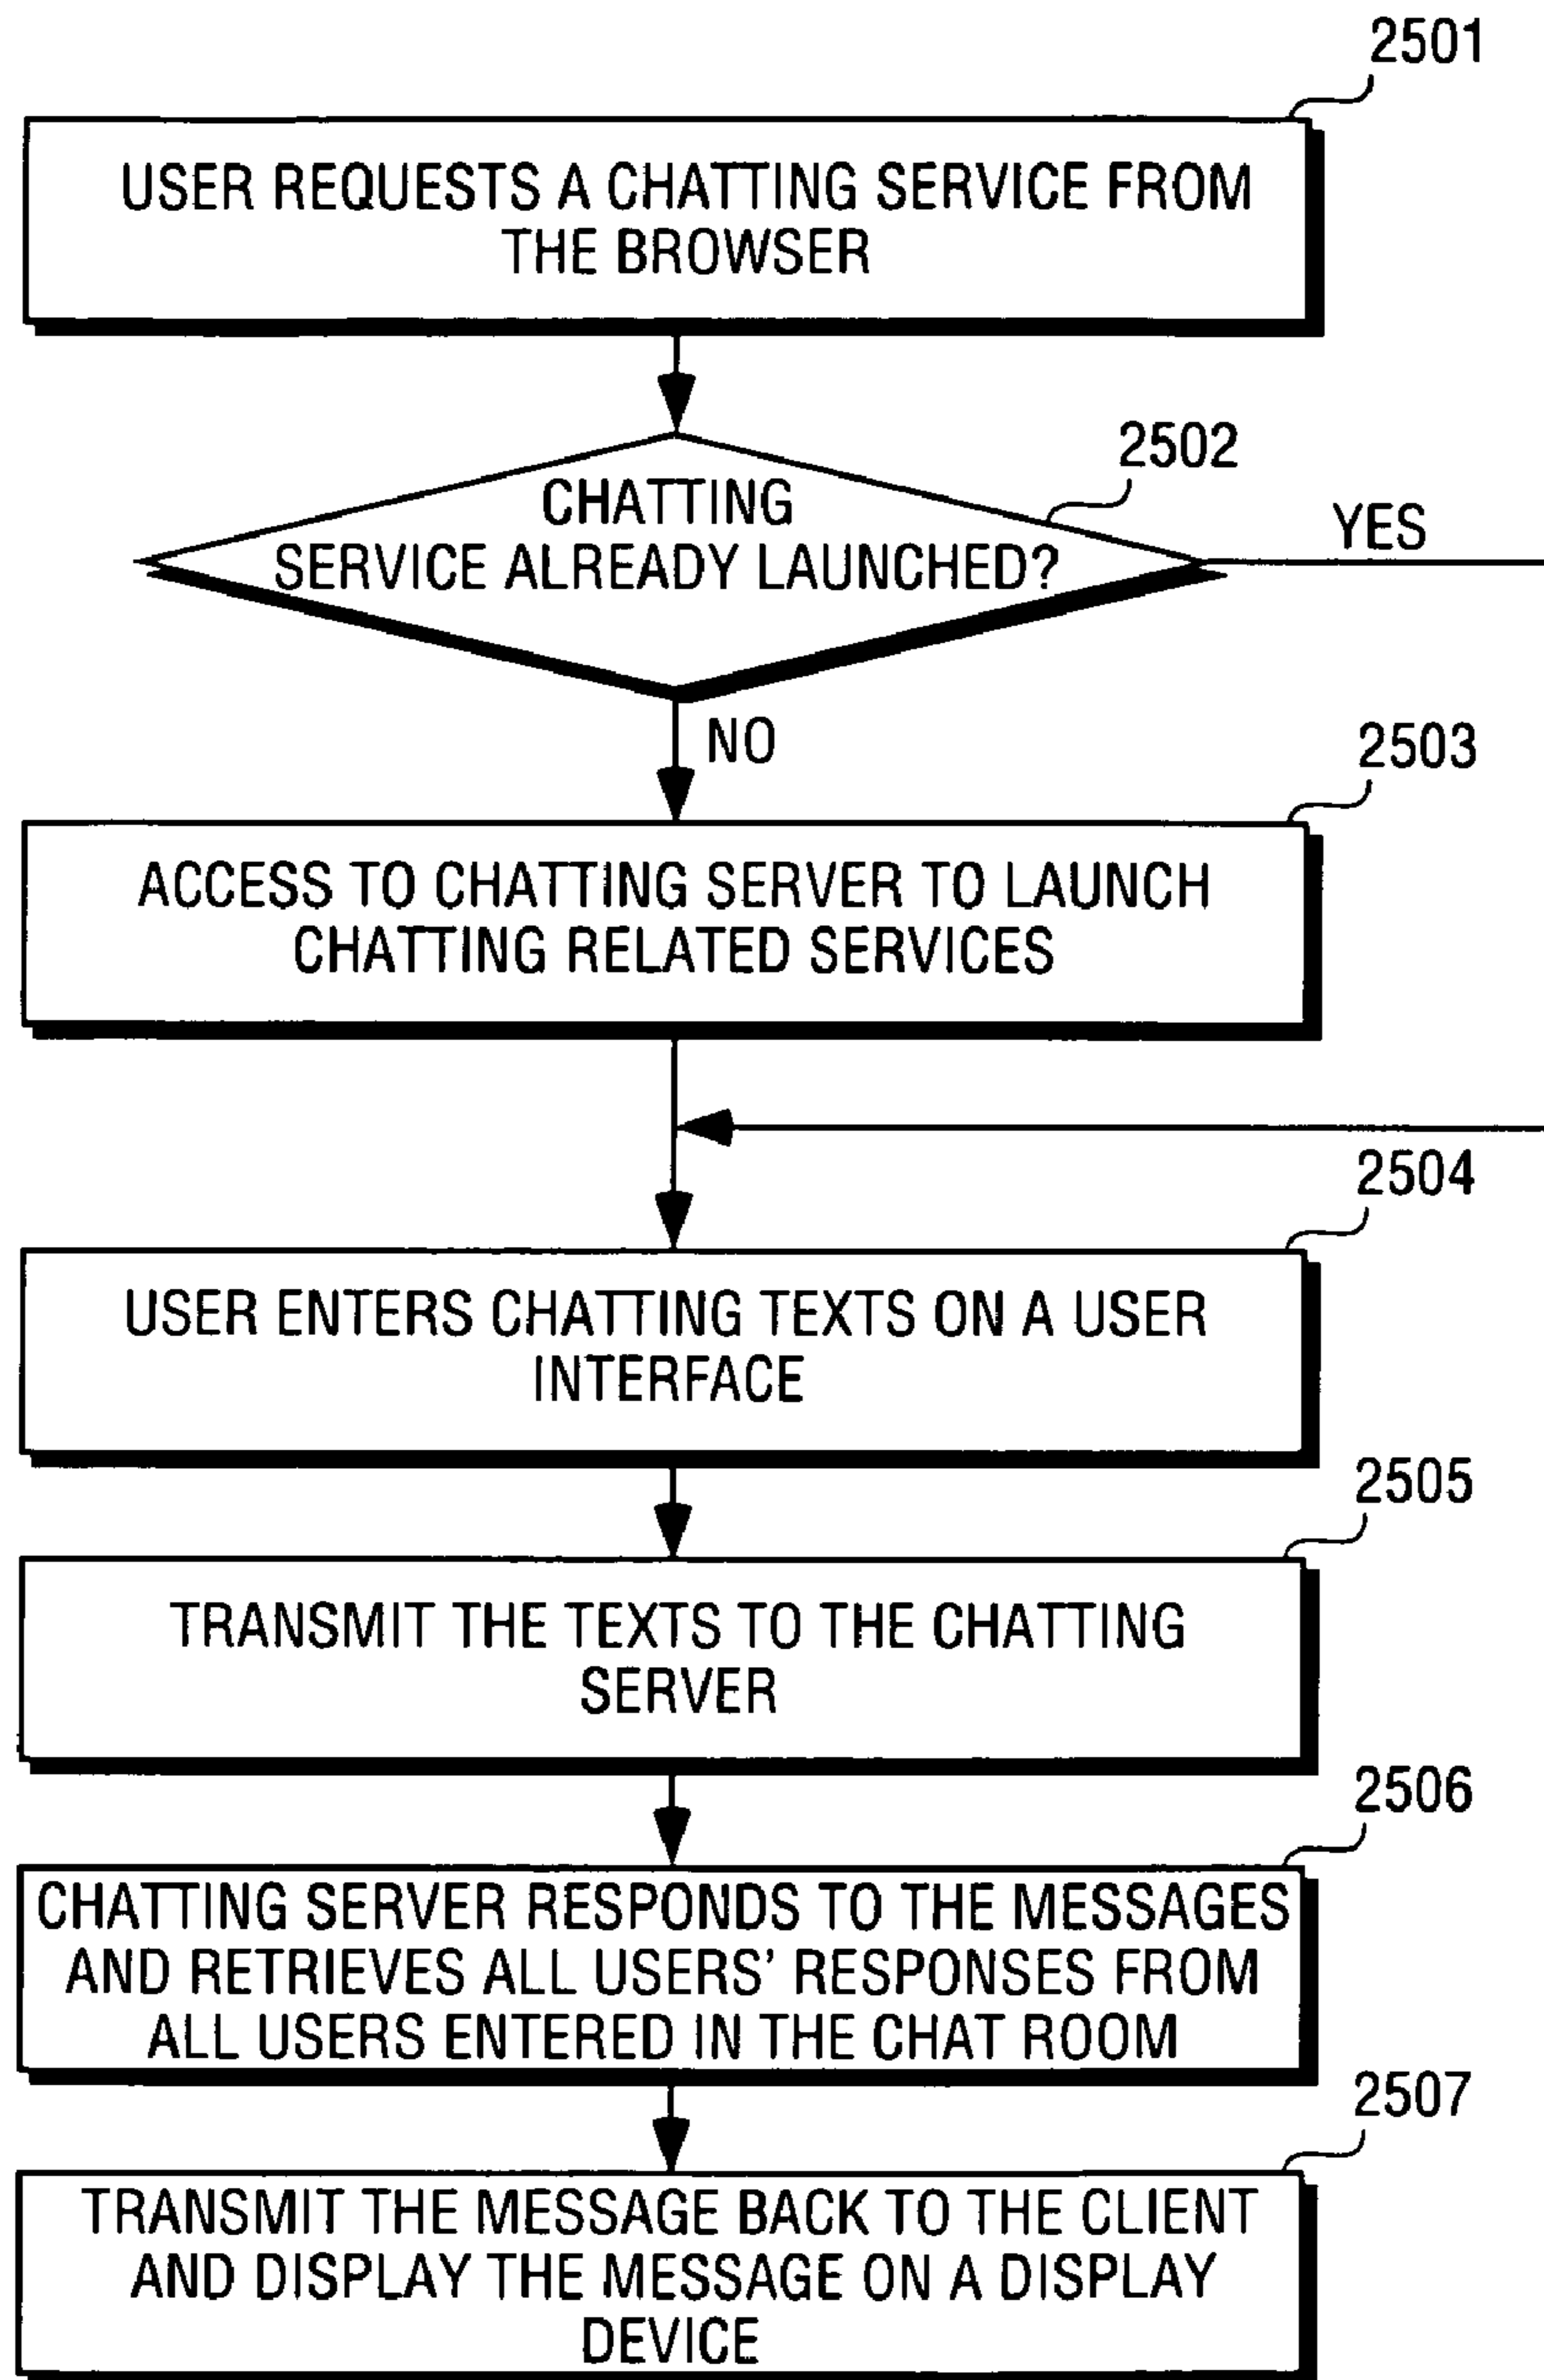 2501
USER REQUESTS A CHATTING SERVICE FROM
THE BROWSER
2502
CHATTING
SERVICE ALREADY LAUNCHED?
YES
NO
2503
ACCESS TO CHATTING SERVER TO LAUNCH
CHATTING RELATED SERVICES
2504
USER ENTERS CHATTING TEXTS ON A USER
INTERFACE
2505
TRANSMIT THE TEXTS TO THE CHATTING
SERVER
2506
CHATTING SERVER RESPONDS TO THE MESSAGES
AND RETRIEVES ALL USERS' RESPONSES FROM
ALL USERS ENTERED IN THE CHAT ROOM
2507
TRANSMIT THE MESSAGE BACK TO THE CLIENT
AND DISPLAY THE MESSAGE ON A DISPLAY
DEVICE